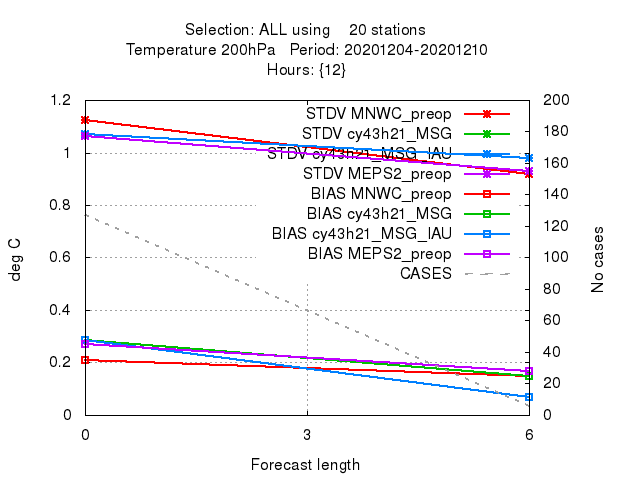 Selection: ALL using    20 stations
Temperature 200hPa   Period: 20201204-20201210
Hours: {12}
1.2
1
0.8
0.6
0.4
0.2
0
deg C
STDV MNWC_preop
STDV cy43h21_MSG
STDV cy43h21_MSG_IAU
STDV MEPS2_preop
BIAS MNWC_preop
BIAS cy43h21_MSG
BIAS cy43h21_MSG_IAU
BIAS MEPS2_preop
CASES
200
180
160
140
120
100
80
60
40
20
0
No cases
0 3 6
Forecast length